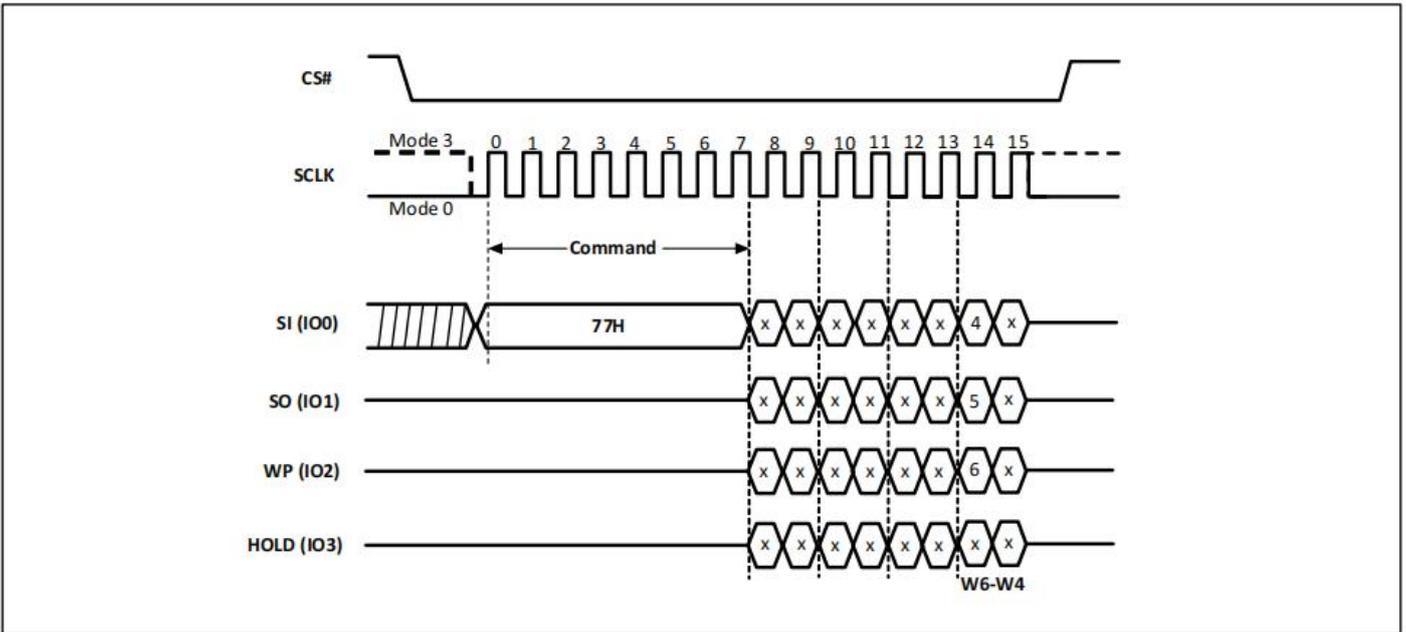 CS#
Mode 3 0 1 2 3 4 5 6 7 8 9 10 11 12 13 14 15
SCLK
Mode 0
Command
SI (IO0) 77H x x x x x x 4 x
SO (IO1) x x x x x x 5 x
WP (IO2) x x x x x x 6 x
HOLD (IO3) x x x x x x x x
W6-W4